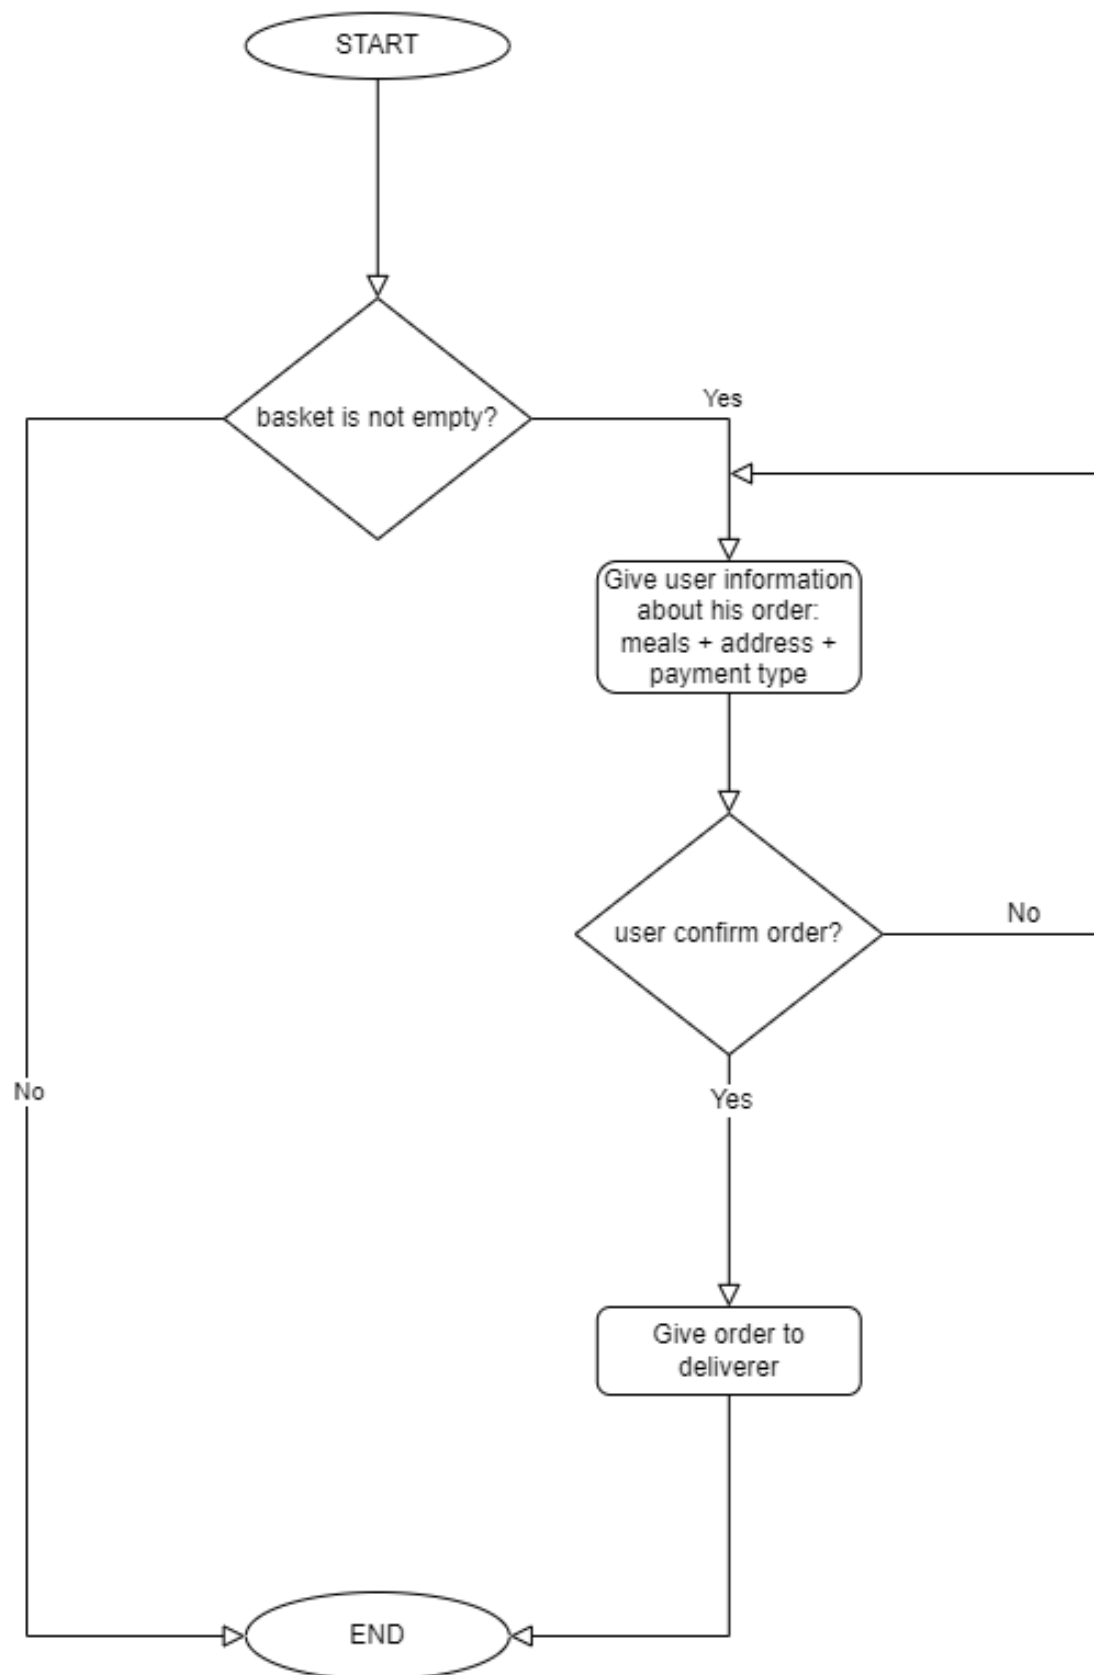 START
basket is not empty?
Yes
Give user information
about his order:
meals + address +
payment type
user confirm order?
No
No
Yes
Give order to
deliverer
END